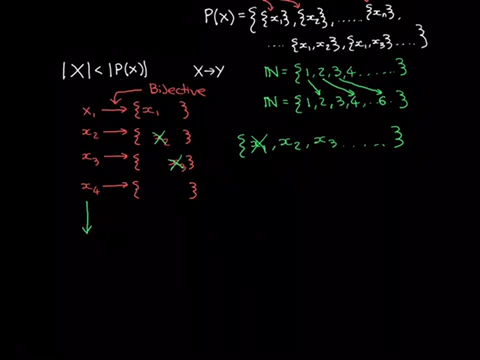 P(x) = { {x₁}, {x₂}, ..... {xₙ},
.... {x₁, x₂}, {x₁, x₃} .... }
|X| < |P(x)| X→Y
ℕ = {1, 2, 3, 4 ...... }
Bijective
ℕ = {1, 2, 3, 4, .. 6 . }
x₁ → {x₁ }
x₂ → { x₂ }
{x₁, x₂, x₃ ...... }
x₃ → { x₃}
x₄ → { }